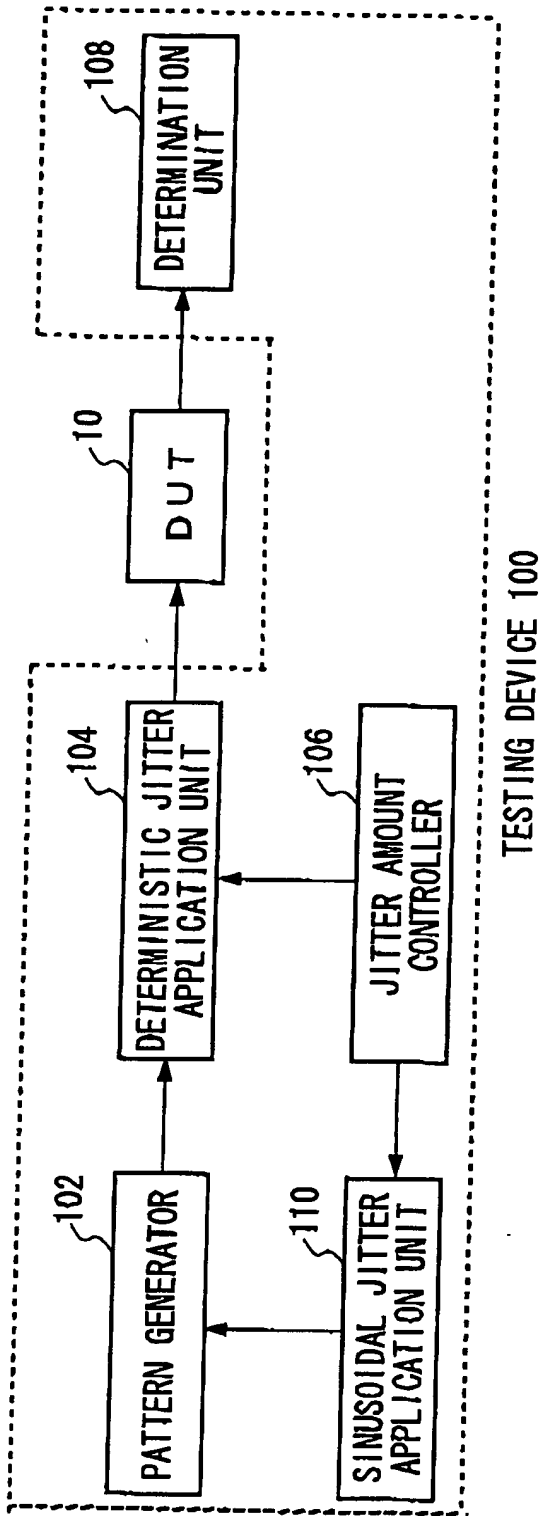 102
PATTERN GENERATOR
104
DETERMINISTIC JITTER
APPLICATION UNIT
10
DUT
108
DETERMINATION
UNIT
110
SINUSOIDAL JITTER
APPLICATION UNIT
106
JITTER AMOUNT
CONTROLLER
TESTING DEVICE 100